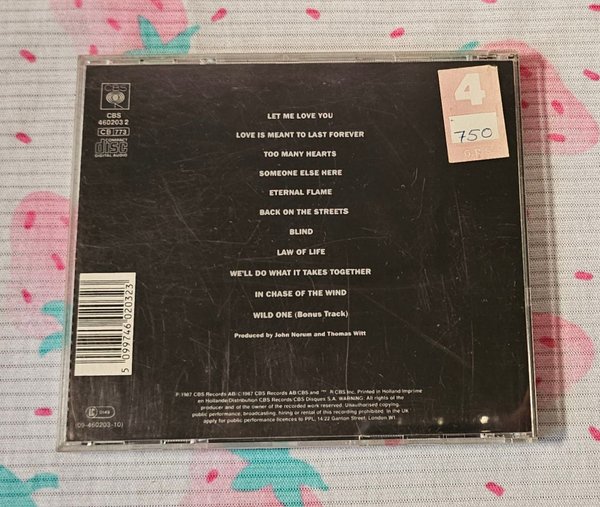 CBS
CBS
460203 2
CB 773
COMPACT
disc
DIGITAL AUDIO
4
750
LET ME LOVE YOU
LOVE IS MEANT TO LAST FOREVER
TOO MANY HEARTS
SOMEONE ELSE HERE
ETERNAL FLAME
BACK ON THE STREETS
BLIND
LAW OF LIFE
WE'LL DO WHAT IT TAKES TOGETHER
IN CHASE OF THE WIND
WILD ONE (Bonus Track)
Produced by John Norum and Thomas Witt
5 099746 020323
P 1987 CBS Records AB/C 1987 CBS Records AB CBS and ™ R CBS Inc. Printed in Holland/Imprime
en Hollande/Distribution CBS Records CBS Disques S.A. WARNING: All rights of the
producer and of the owner of the recorded work reserved. Unauthorised copying,
public performance, broadcasting, hiring or rental of this recording prohibited. In the UK
apply for public performance licences to PPL, 14/22 Ganton Street, London W1.
09-460203-10)